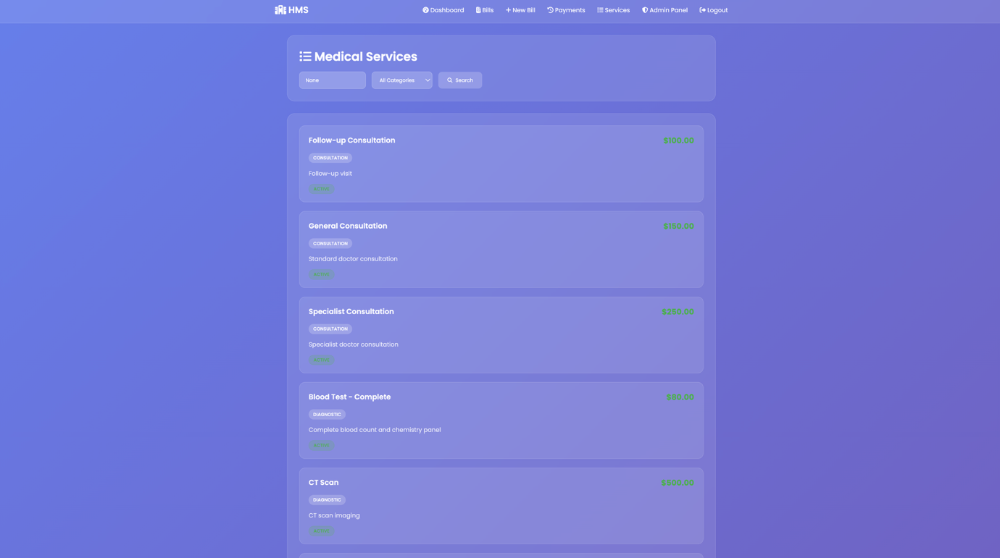 HMS
Dashboard
Bills
New Bill
Payments
Services
Admin Panel
Logout
Medical Services
None
All Categories
Search
Follow-up Consultation
$100.00
CONSULTATION
Follow-up visit
ACTIVE
General Consultation
$150.00
CONSULTATION
Standard doctor consultation
ACTIVE
Specialist Consultation
$250.00
CONSULTATION
Specialist doctor consultation
ACTIVE
Blood Test - Complete
$80.00
DIAGNOSTIC
Complete blood count and chemistry panel
ACTIVE
CT Scan
$500.00
DIAGNOSTIC
CT scan imaging
ACTIVE